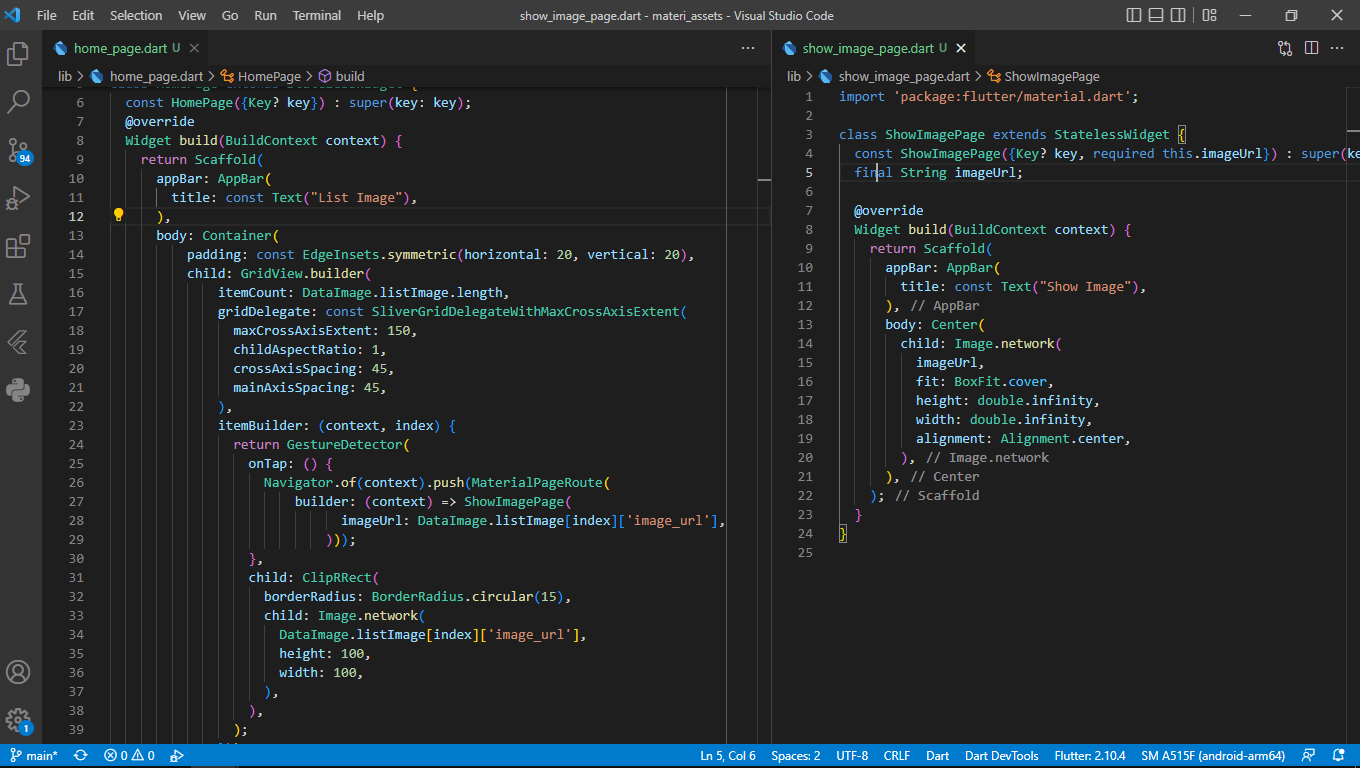 File Edit Selection View Go Run Terminal Help
show_image_page.dart - materi_assets - Visual Studio Code
home_page.dart U
lib > home_page.dart > HomePage > build
6 const HomePage({Key? key}) : super(key: key);
7 @override
8 Widget build(BuildContext context) {
9 return Scaffold(
10 appBar: AppBar(
11 title: const Text("List Image"),
12 ),
13 body: Container(
14 padding: const EdgeInsets.symmetric(horizontal: 20, vertical: 20),
15 child: GridView.builder(
16 itemCount: DataImage.listImage.length,
17 gridDelegate: const SliverGridDelegateWithMaxCrossAxisExtent(
18 maxCrossAxisExtent: 150,
19 childAspectRatio: 1,
20 crossAxisSpacing: 45,
21 mainAxisSpacing: 45,
22 ),
23 itemBuilder: (context, index) {
24 return GestureDetector(
25 onTap: () {
26 Navigator.of(context).push(MaterialPageRoute(
27 builder: (context) => ShowImagePage(
28 imageUrl: DataImage.listImage[index]['image_url'],
29 )));
30 },
31 child: ClipRRect(
32 borderRadius: BorderRadius.circular(15),
33 child: Image.network(
34 DataImage.listImage[index]['image_url'],
35 height: 100,
36 width: 100,
37 ),
38 ),
39 );
show_image_page.dart U
lib > show_image_page.dart > ShowImagePage
1 import 'package:flutter/material.dart';
2
3 class ShowImagePage extends StatelessWidget {
4 const ShowImagePage({Key? key, required this.imageUrl}) : super(ke
5 final String imageUrl;
6
7 @override
8 Widget build(BuildContext context) {
9 return Scaffold(
10 appBar: AppBar(
11 title: const Text("Show Image"),
12 ), // AppBar
13 body: Center(
14 child: Image.network(
15 imageUrl,
16 fit: BoxFit.cover,
17 height: double.infinity,
18 width: double.infinity,
19 alignment: Alignment.center,
20 ), // Image.network
21 ), // Center
22 ); // Scaffold
23 }
24 }
25
94
1
main* 0 0 Ln 5, Col 6 Spaces: 2 UTF-8 CRLF Dart Dart DevTools Flutter: 2.10.4 SM A515F (android-arm64)